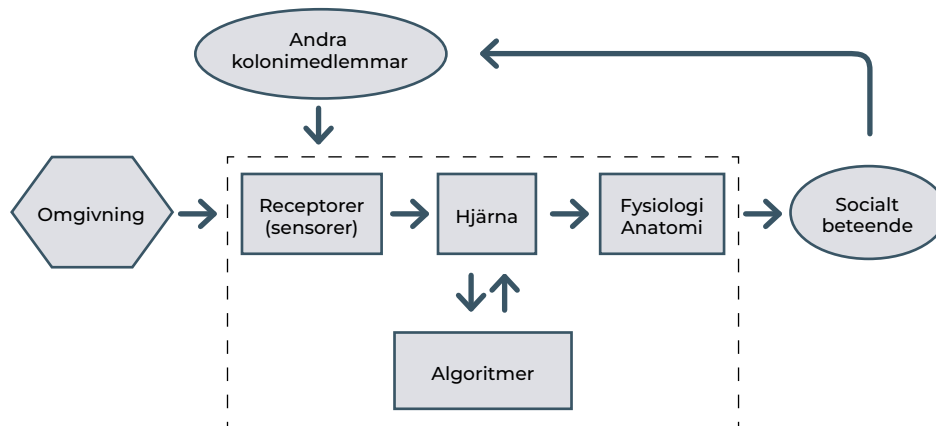 Andra
kolonimedlemmar
Omgivning
Receptorer
(sensorer)
Hjärna
Fysiologi
Anatomi
Socialt
beteende
Algoritmer